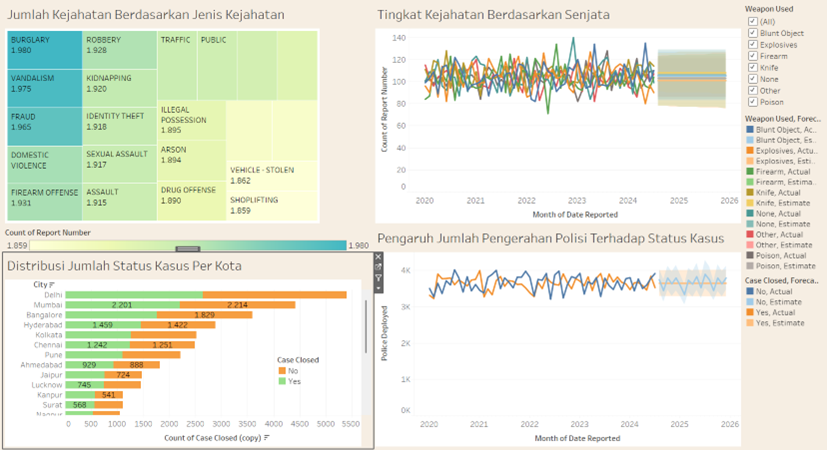 Jumlah Kejahatan Berdasarkan Jenis Kejahatan
BURGLARY
1.980
VANDALISM
1.975
FRAUD
1.965
DOMESTIC
VIOLENCE
FIREARM OFFENSE
1.931
ROBBERY
1.928
KIDNAPPING
1.920
IDENTITY THEFT
1.918
SEXUAL ASSAULT
1.917
ASSAULT
1.915
TRAFFIC
PUBLIC
ILLEGAL
POSSESSION
1.895
ARSON
1.894
DRUG OFFENSE
1.890
VEHICLE - STOLEN
1.862
SHOPLIFTING
1.859
Count of Report Number
1.859
1.980
Tingkat Kejahatan Berdasarkan Senjata
Count of Report Number
140
120
100
80
60
40
20
0
2020
2021
2022
2023
2024
2025
2026
Month of Date Reported
Weapon Used
(All)
Blunt Object
Explosives
Firearm
Knife
None
Other
Poison
Weapon Used, Forec..
Blunt Object, Ac..
Blunt Object, Es..
Explosives, Actu..
Explosives, Esti..
Firearm, Actual
Firearm, Estima..
Knife, Actual
Knife, Estimate
None, Actual
None, Estimate
Other, Actual
Other, Estimate
Poison, Actual
Poison, Estimate
Case Closed, Foreca..
No, Actual
No, Estimate
Yes, Actual
Yes, Estimate
Distribusi Jumlah Status Kasus Per Kota
City
Delhi
Mumbai 2.201 2.214
Bangalore 1.829
Hyderabad 1.459 1.422
Kolkata
Chennai 1.242 1.251
Pune
Ahmedabad 929 888
Jaipur 724
Lucknow 745
Kanpur 541
Surat 568
Nagpur
0 500 1000 1500 2000 2500 3000 3500 4000 4500 5000 5500
Count of Case Closed (copy)
Case Closed
No
Yes
Pengaruh Jumlah Pengerahan Polisi Terhadap Status Kasus
Police Deployed
4K
3K
2K
1K
0K
2020
2021
2022
2023
2024
2025
2026
Month of Date Reported